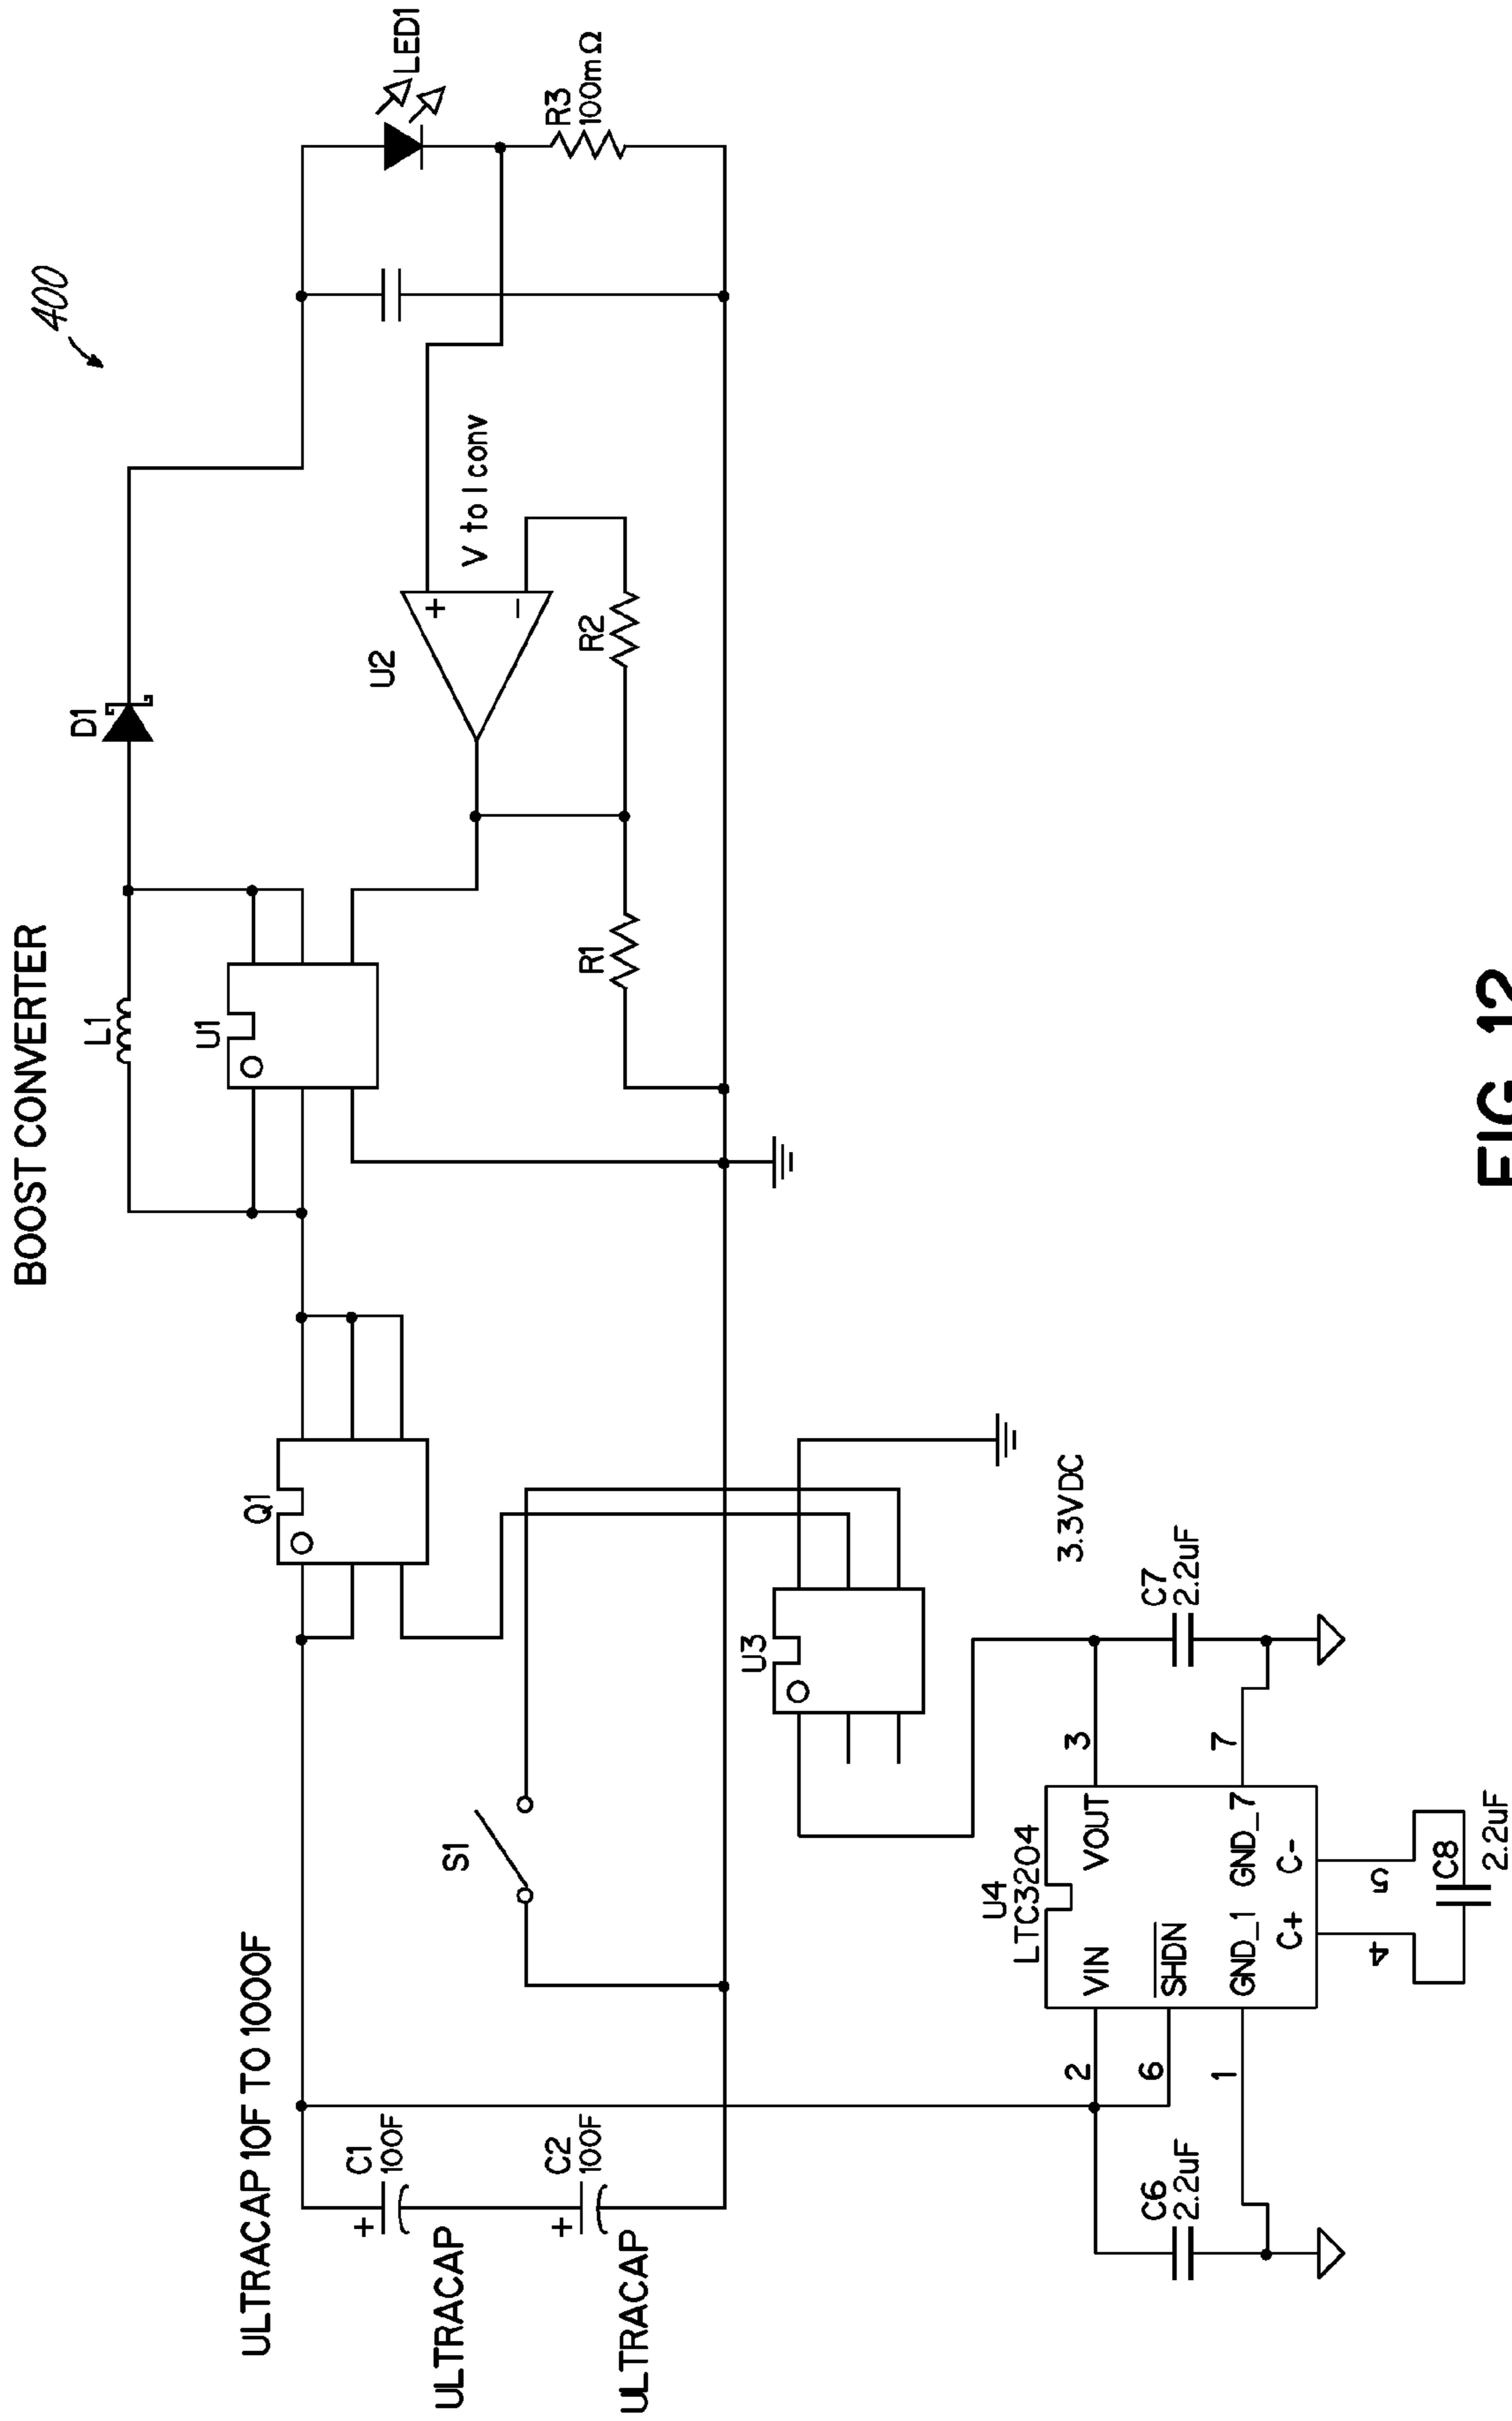 400
BOOST CONVERTER
ULTRACAP 10F TO 1000F
C1
100F
+
ULTRACAP
C2
100F
+
ULTRACAP
S1
Q1
L1
U1
D1
U2
+
−
V to I conv
R1
R2
LED1
R3
100mΩ
U3
3.3VDC
U4
LTC3204
VIN
VOUT
SHDN
GND_1
GND_7
C+
C-
2
6
1
3
7
4
5
C6
2.2uF
C7
2.2uF
C8
2.2uF
FIG. 12